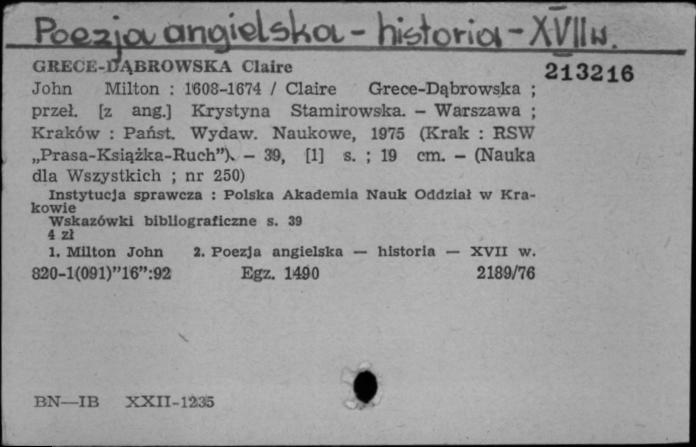 Poezja angielska - historia - XVII w.
GRECE-DĄBROWSKA Claire
213216
John Milton : 1608-1674 / Claire Grece-Dąbrowska ;
przeł. [z ang.] Krystyna Stamirowska. — Warszawa ;
Kraków : Państ. Wydaw. Naukowe, 1975 (Krak : RSW
„Prasa-Książka-Ruch”). — 39, [1] s. ; 19 cm. — (Nauka
dla Wszystkich ; nr 250)
Instytucja sprawcza : Polska Akademia Nauk Oddział w Kra-
kowie
Wskazówki bibliograficzne s. 39
4 zł
1. Milton John 2. Poezja angielska — historia — XVII w.
820-1(091)”16”:92 Egz. 1490 2189/76
BN—IB XXII-1235